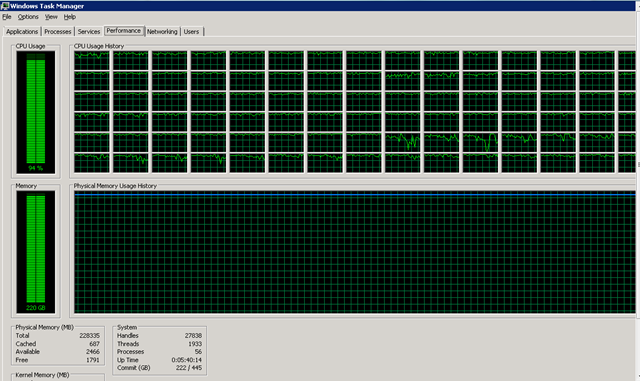 Windows Task Manager
File Options View Help
Applications Processes Services Performance Networking Users
CPU Usage
CPU Usage History
94 %
Memory
Physical Memory Usage History
220 GB
Physical Memory (MB)
Total 228335
Cached 687
Available 2466
Free 1791
System
Handles 27838
Threads 1933
Processes 56
Up Time 0:05:40:14
Commit (GB) 222 / 445
Kernel Memory (MB)